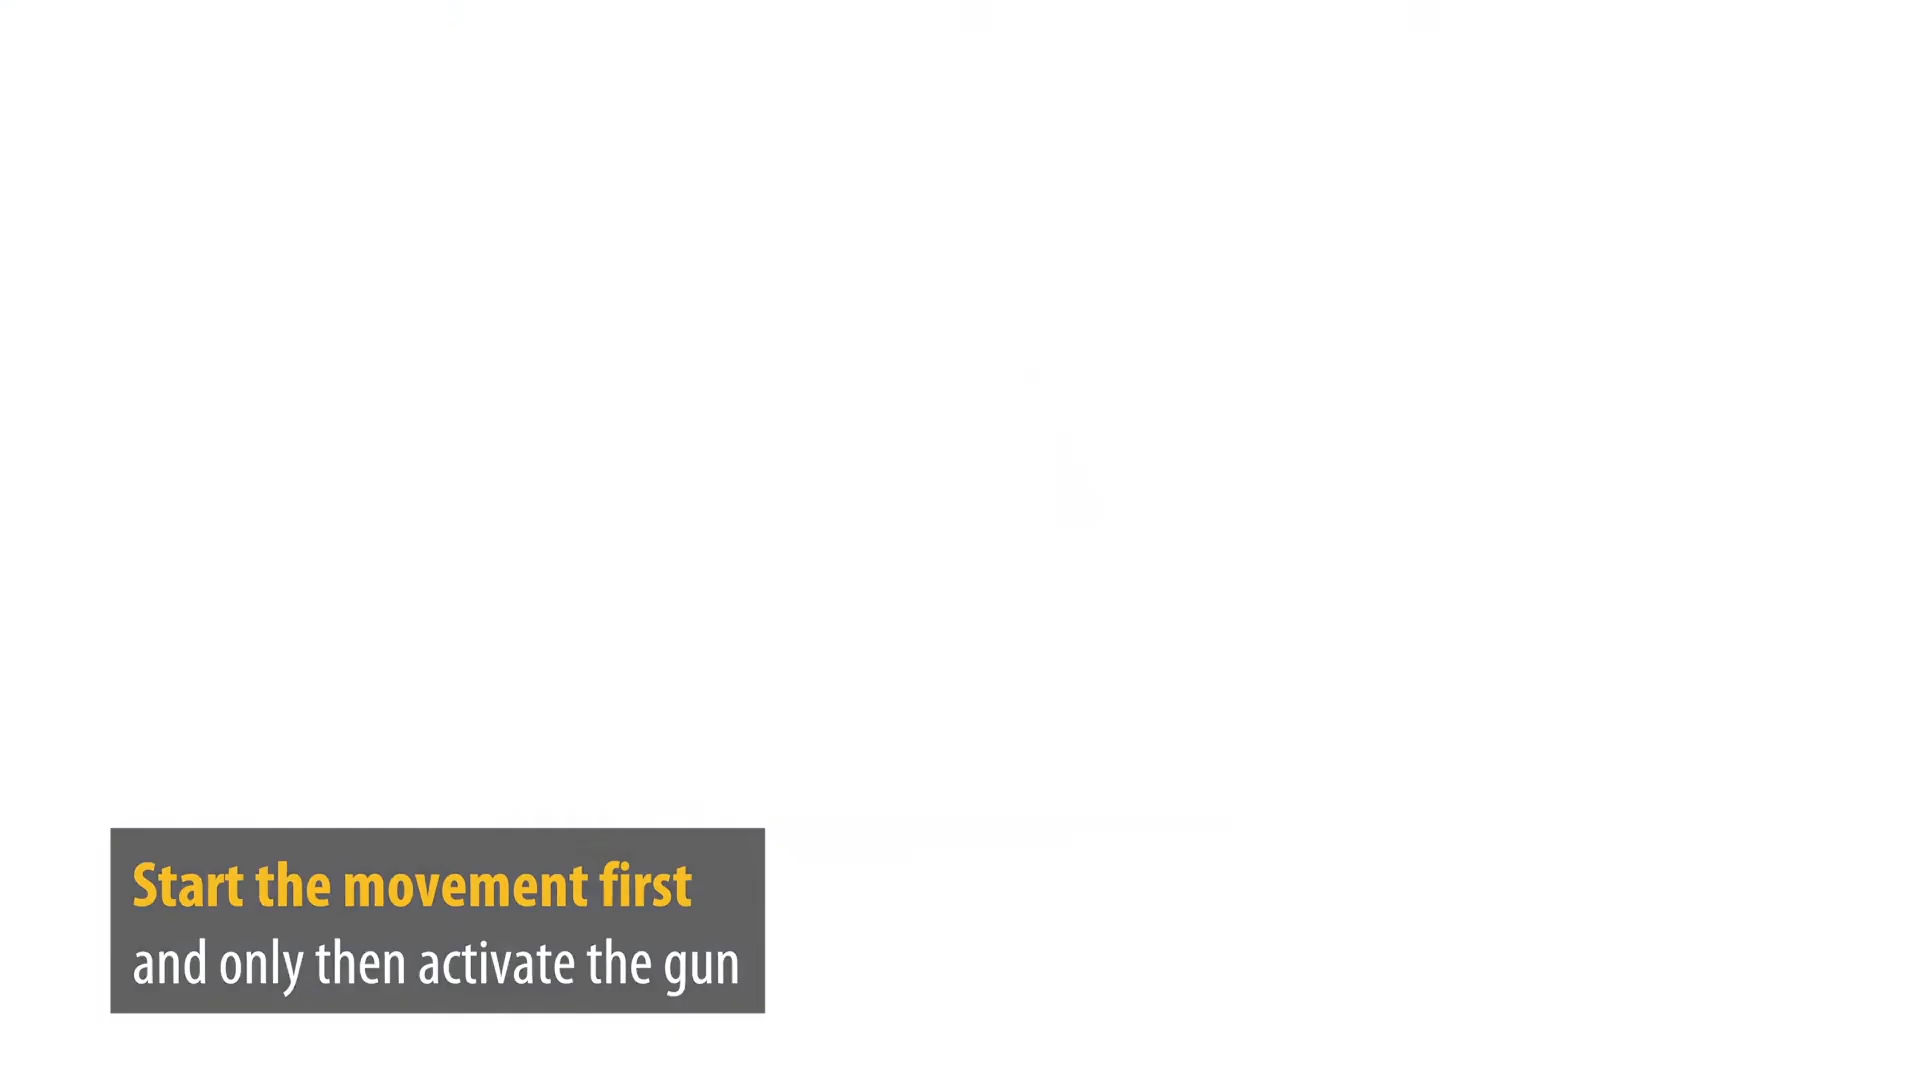 Start the movement first
and only then activate the gun